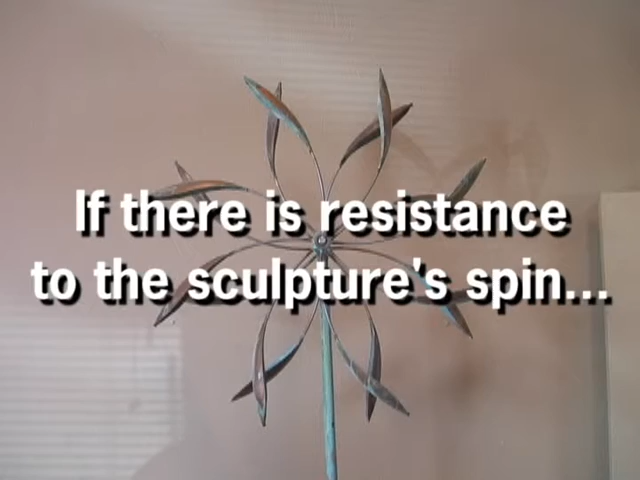 If there is resistance
to the sculpture's spin...